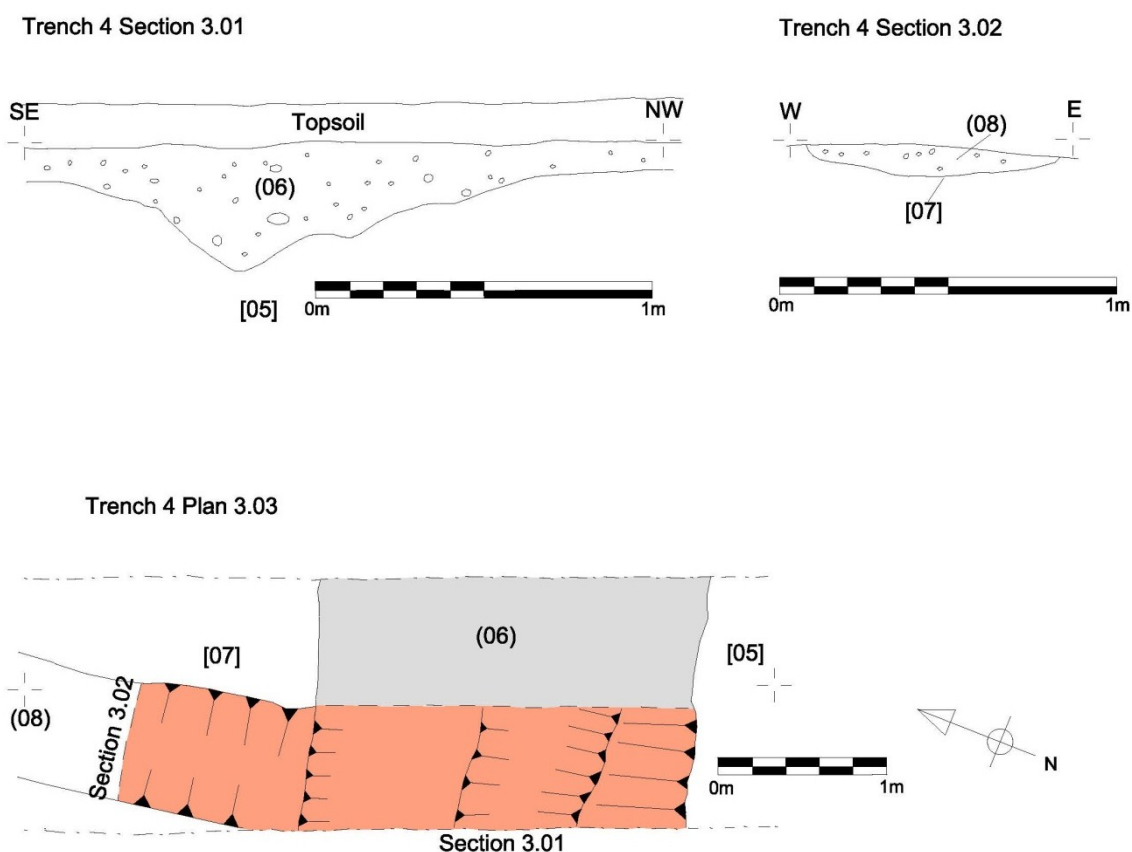 Trench 4 Section 3.01
Trench 4 Section 3.02
SE
NW
Topsoil
(06)
[05]
0m
1m
W
E
(08)
[07]
0m
1m
Trench 4 Plan 3.03
(06)
[07]
[05]
(08)
Section 3.02
Section 3.01
0m
1m
N